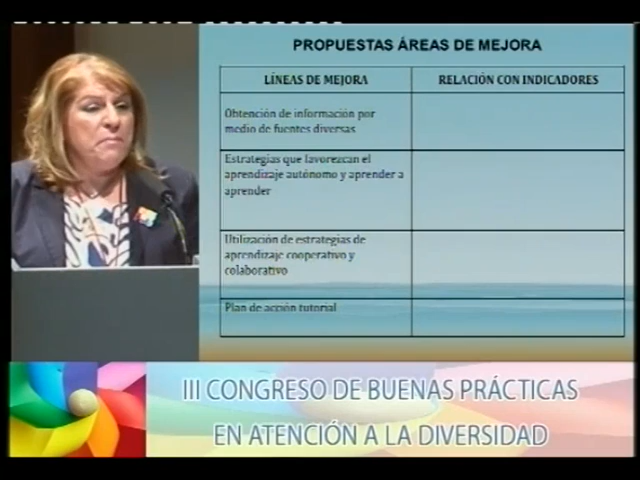 PROPUESTAS ÁREAS DE MEJORA
LÍNEAS DE MEJORA
RELACIÓN CON INDICADORES
Obtención de información por
medio de fuentes diversas
Estrategias que favorezcan el
aprendizaje autónomo y aprender a
aprender
Utilización de estrategias de
aprendizaje cooperativo y
colaborativo
Plan de acción tutorial
III CONGRESO DE BUENAS PRÁCTICAS
EN ATENCIÓN A LA DIVERSIDAD